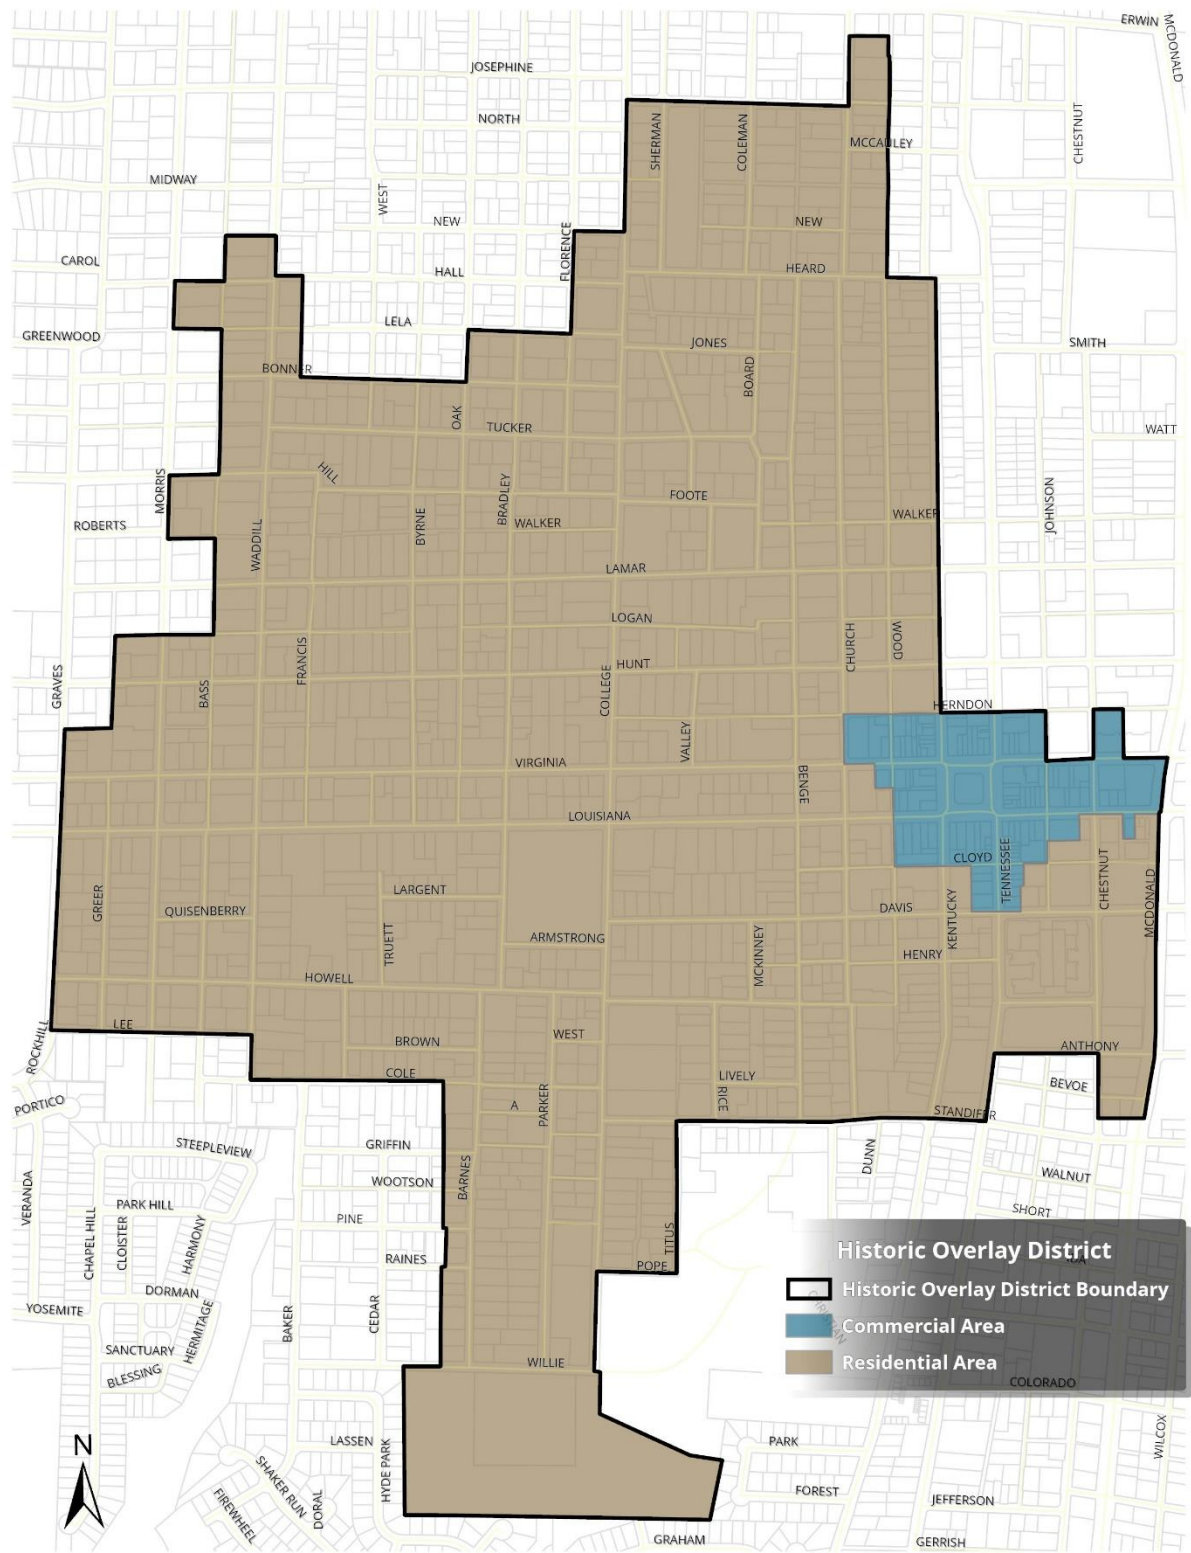 ERWIN
MCDONALD
JOSEPHINE
NORTH
SHERMAN
COLEMAN
MCCAULEY
CHESTNUT
MIDWAY
WEST
NEW
NEW
FLORENCE
CAROL
HALL
HEARD
LELA
GREENWOOD
JONES
SMITH
BONNER
BOARD
OAK
TUCKER
WATT
HILL
MORRIS
BRADLEY
FOOTE
JOHNSON
ROBERTS
WADDILL
BYRNE
WALKER
WALKER
LAMAR
LOGAN
FRANCIS
HUNT
CHURCH
WOOD
GRAVES
BASS
COLLEGE
HERNDON
VALLEY
VIRGINIA
BENGE
LOUISIANA
CLOYD
TENNESSEE
CHESTNUT
MCDONALD
GREER
LARGENT
QUISENBERRY
DAVIS
KENTUCKY
TRUETT
ARMSTRONG
MCKINNEY
HENRY
HOWELL
LEE
ROCKHILL
BROWN
WEST
ANTHONY
COLE
LIVELY
BEVOE
PORTICO
A
PARKER
RICE
STANDIFER
STEEPLEVIEW
GRIFFIN
DUNN
WALNUT
VERANDA
WOOTSON
BARNES
PARK HILL
SHORT
CHAPEL HILL
CLOISTER
HARMONY
PINE
TITUS
RAINES
POPE
Historic Overlay District
Historic Overlay District Boundary
DORMAN
YOSEMITE
HERMITAGE
BAKER
CEDAR
CHRISTIAN
Commercial Area
SANCTUARY
WILLIE
Residential Area
BLESSING
COLORADO
N
LASSEN
HYDE PARK
PARK
WILCOX
SHAKER RUN
FIREWHEEL
DORAL
FOREST
JEFFERSON
GRAHAM
GERRISH